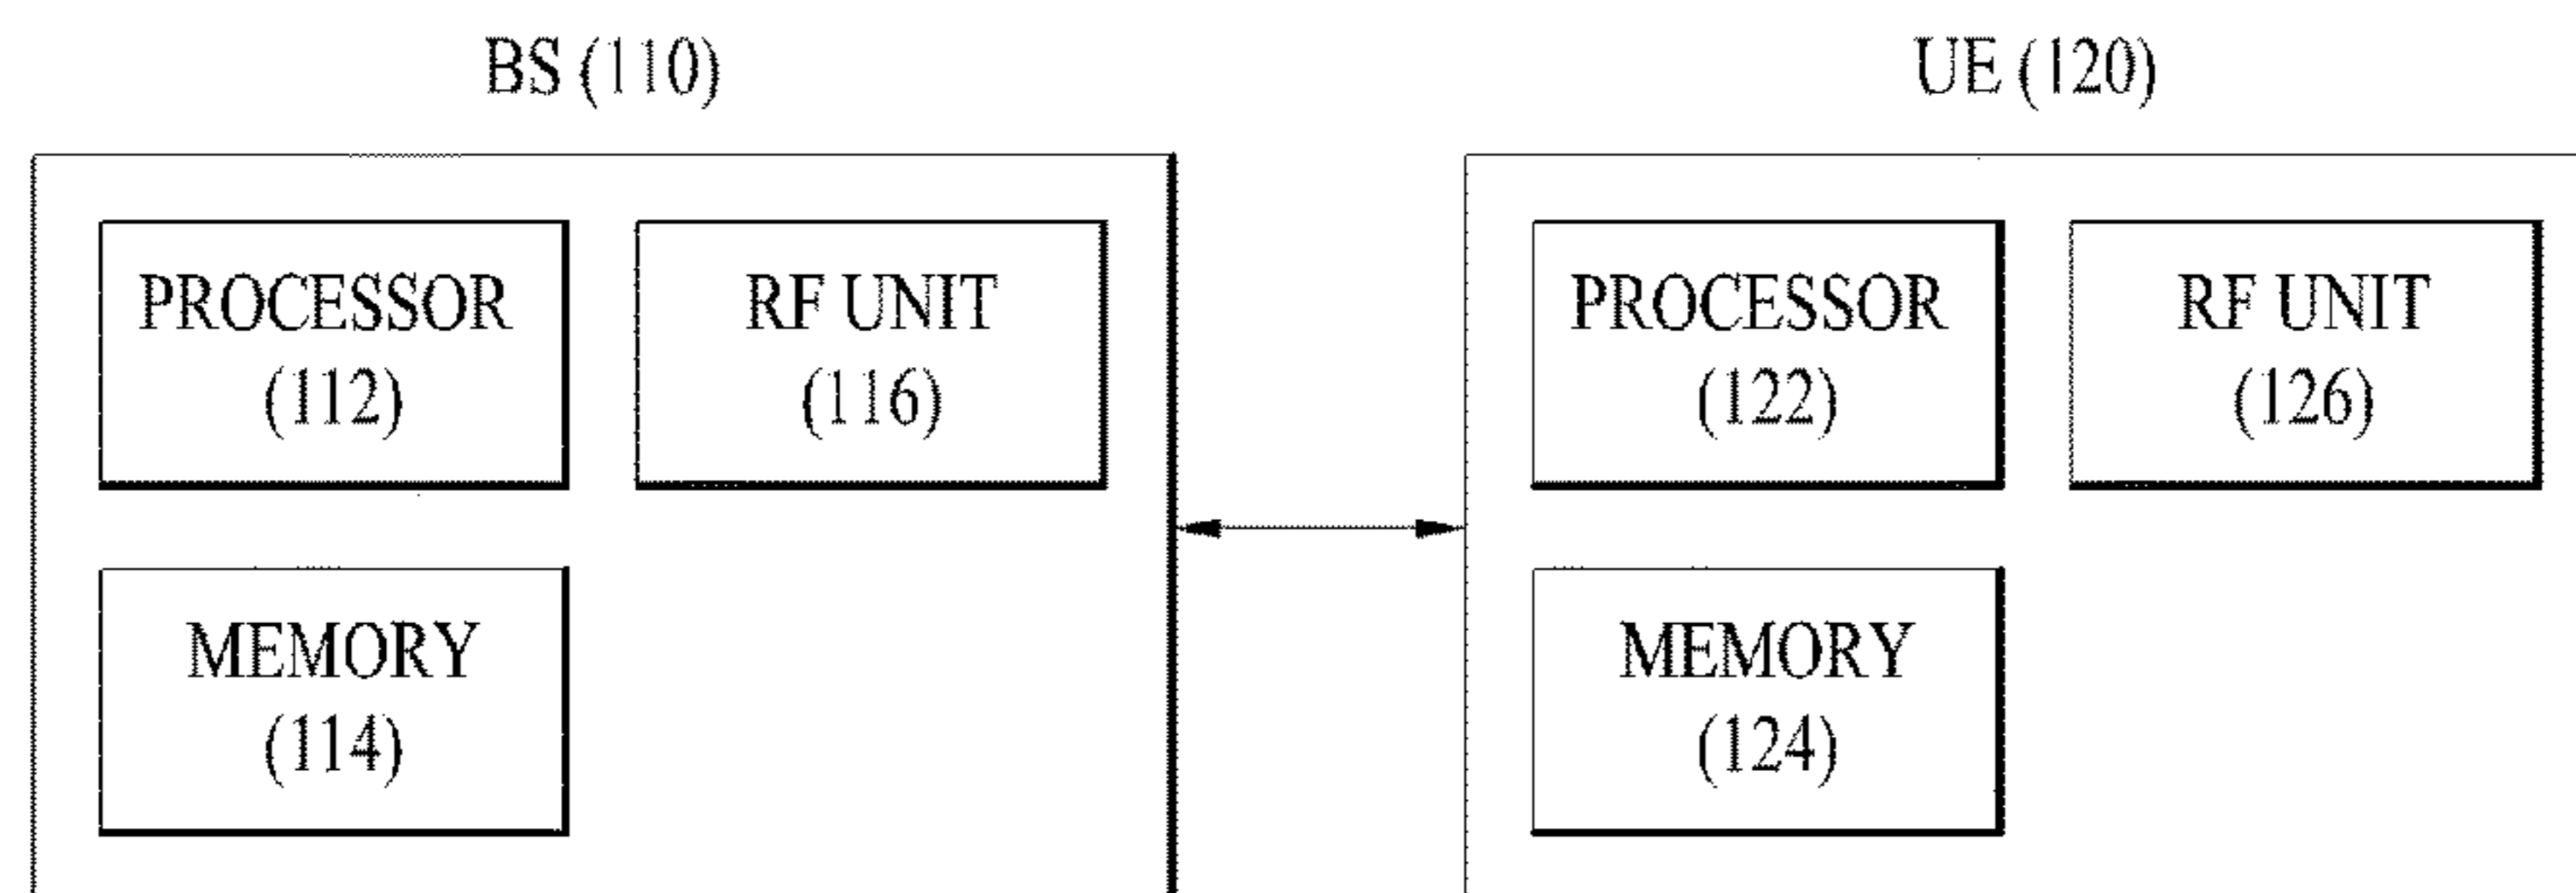 BS (110)
UE (120)
PROCESSOR
(112)
RF UNIT
(116)
PROCESSOR
(122)
RF UNIT
(126)
MEMORY
(114)
MEMORY
(124)